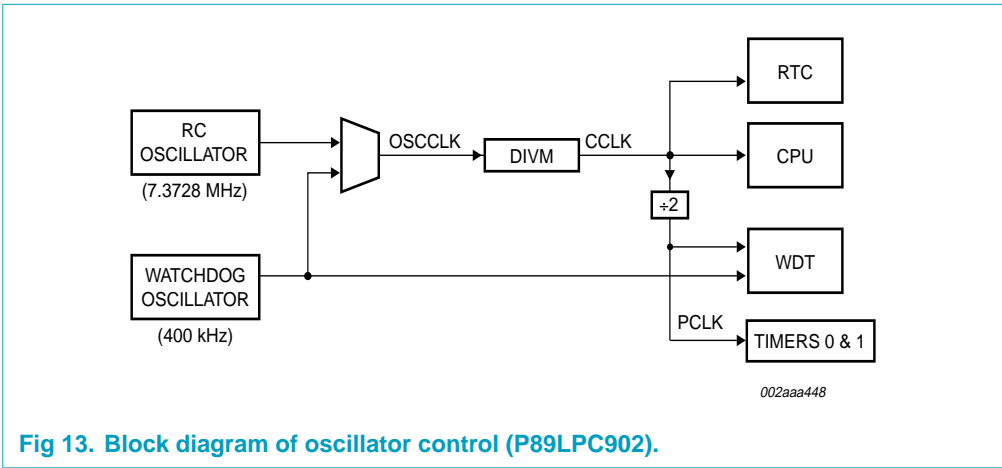 RTC
RC
OSCILLATOR
(7.3728 MHz)
OSCCLK
DIVM
CCLK
CPU
÷2
WATCHDOG
OSCILLATOR
(400 kHz)
WDT
PCLK
TIMERS 0 & 1
002aaa448
Fig 13. Block diagram of oscillator control (P89LPC902).